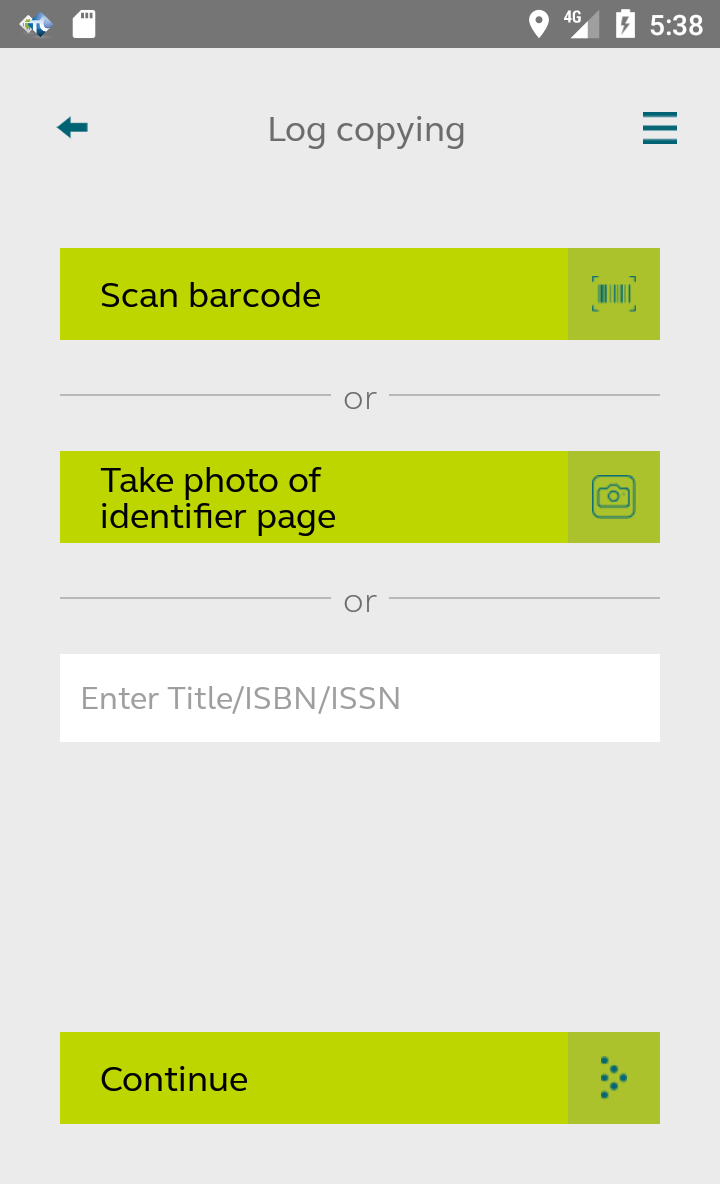 4G 5:38
Log copying
Scan barcode
or
Take photo of
identifier page
or
Enter Title/ISBN/ISSN
Continue